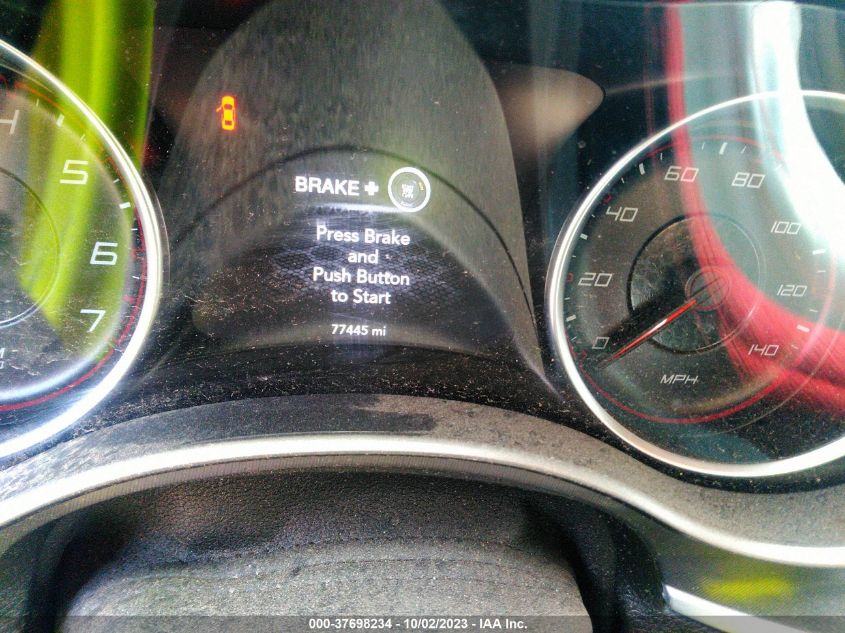 4
5
6
7
BRAKE +
Press Brake
and
Push Button
to Start
77445 mi
0
20
40
60
80
100
120
140
MPH
000-37698234 - 10/02/2023 - IAA Inc.